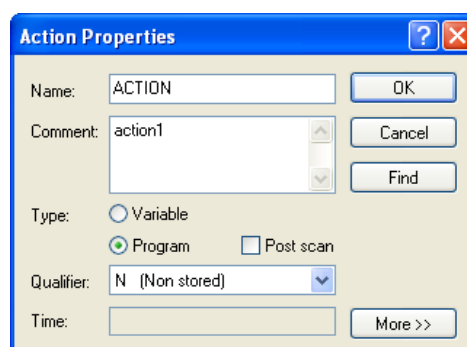 Action Properties
Name: ACTION OK
Comment: action1 Cancel
Find
Type: Variable
Program Post scan
Qualifier: N (Non stored)
Time: More >>